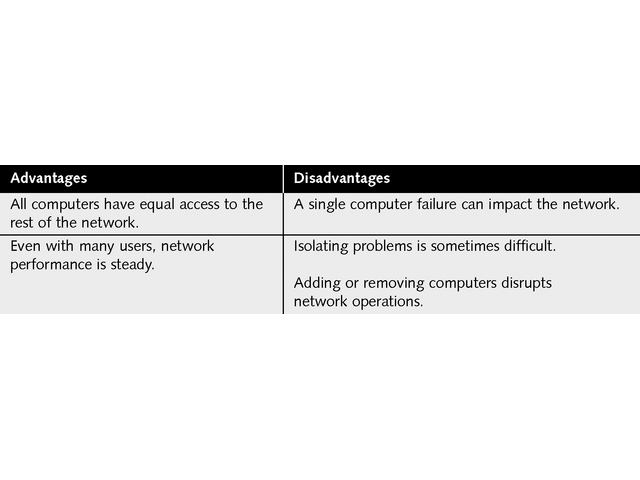 Advantages
Disadvantages
All computers have equal access to the
rest of the network.
A single computer failure can impact the network.
Even with many users, network
performance is steady.
Isolating problems is sometimes difficult.
Adding or removing computers disrupts
network operations.